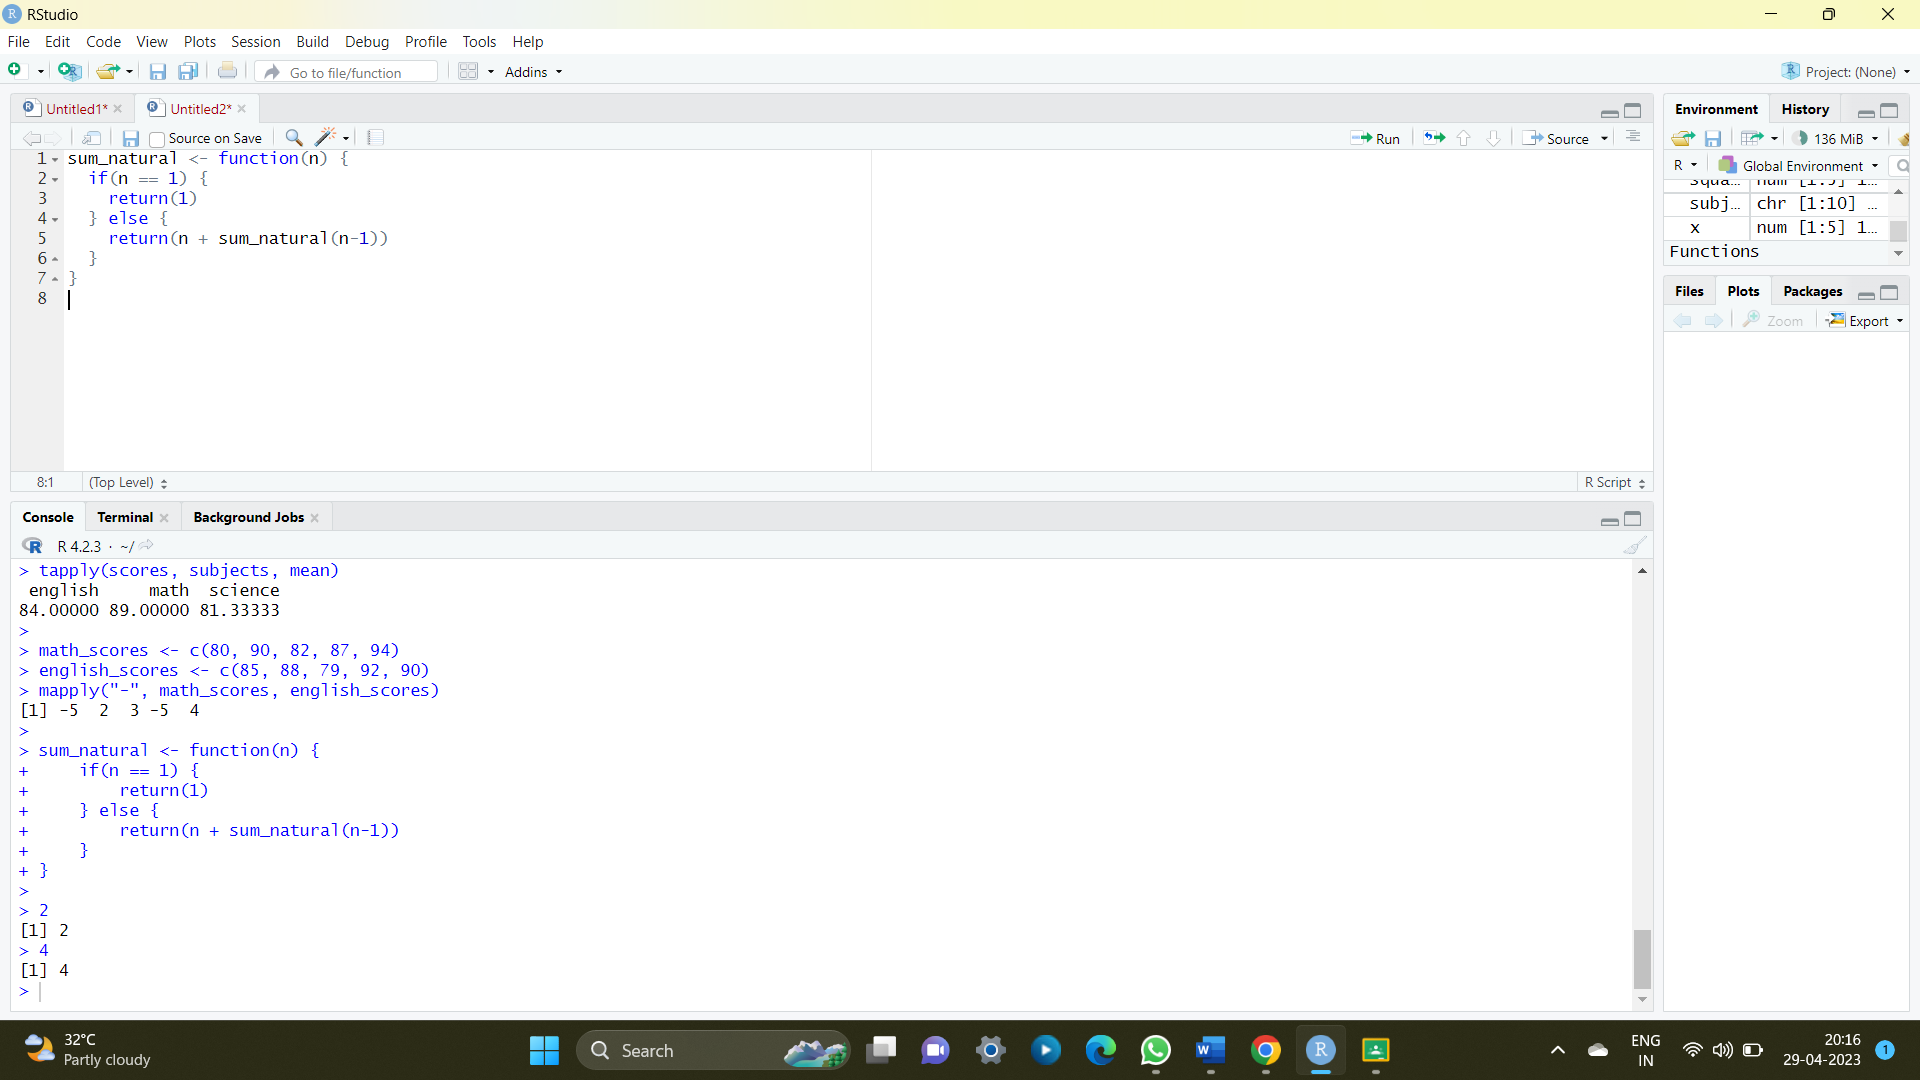 RStudio
File Edit Code View Plots Session Build Debug Profile Tools Help
Go to file/function Addins Project: (None)
Untitled1* Untitled2*
Source on Save Run Source
1 sum_natural <- function(n) {
2   if(n == 1) {
3     return(1)
4   } else {
5     return(n + sum_natural(n-1))
6   }
7 }
8
8:1 (Top Level) R Script
Console Terminal Background Jobs
R 4.2.3 · ~/
> tapply(scores, subjects, mean)
 english     math  science
84.00000 89.00000 81.33333
>
> math_scores <- c(80, 90, 82, 87, 94)
> english_scores <- c(85, 88, 79, 92, 90)
> mapply("-", math_scores, english_scores)
[1] -5  2  3 -5  4
>
> sum_natural <- function(n) {
+     if(n == 1) {
+         return(1)
+     } else {
+         return(n + sum_natural(n-1))
+     }
+ }
>
> 2
[1] 2
> 4
[1] 4
>
Environment History
136 MiB
R Global Environment
squa… num [1:5] 1…
subj… chr [1:10] …
x num [1:5] 1…
Functions
Files Plots Packages
Zoom Export
32°C
Partly cloudy
Search
ENG
IN
20:16
29-04-2023
1